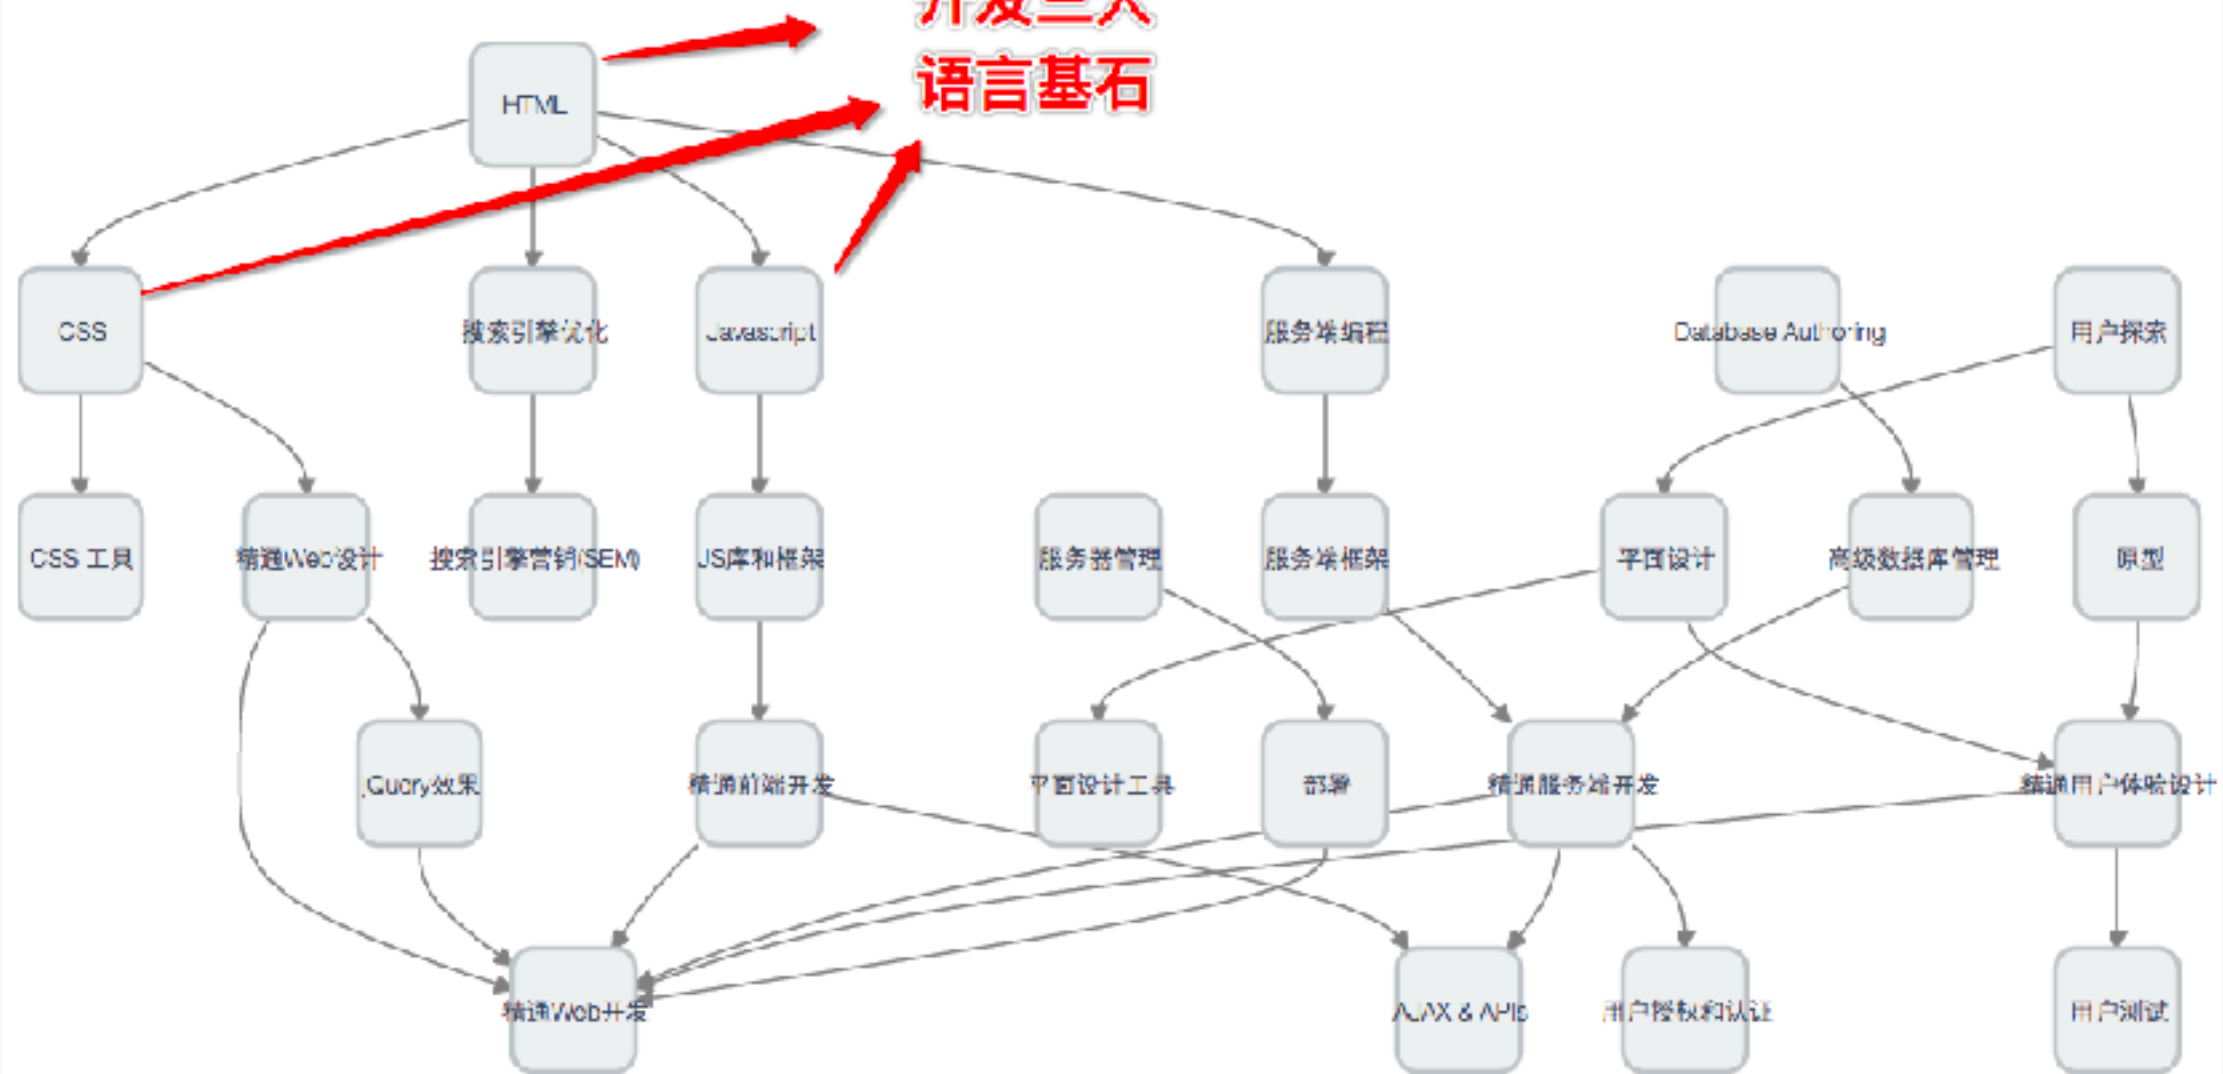 开发三大
语言基石
HTML
CSS
搜索引擎优化
Javascript
服务端编程
Database Authoring
用户探索
CSS 工具
精通Web设计
搜索引擎营销(SEM)
JS库和框架
服务器管理
服务端框架
平面设计
高级数据库管理
原型
jQuery效果
精通前端开发
平面设计工具
部署
精通服务端开发
精通用户体验设计
精通Web开发
AJAX & APIs
用户授权和认证
用户测试